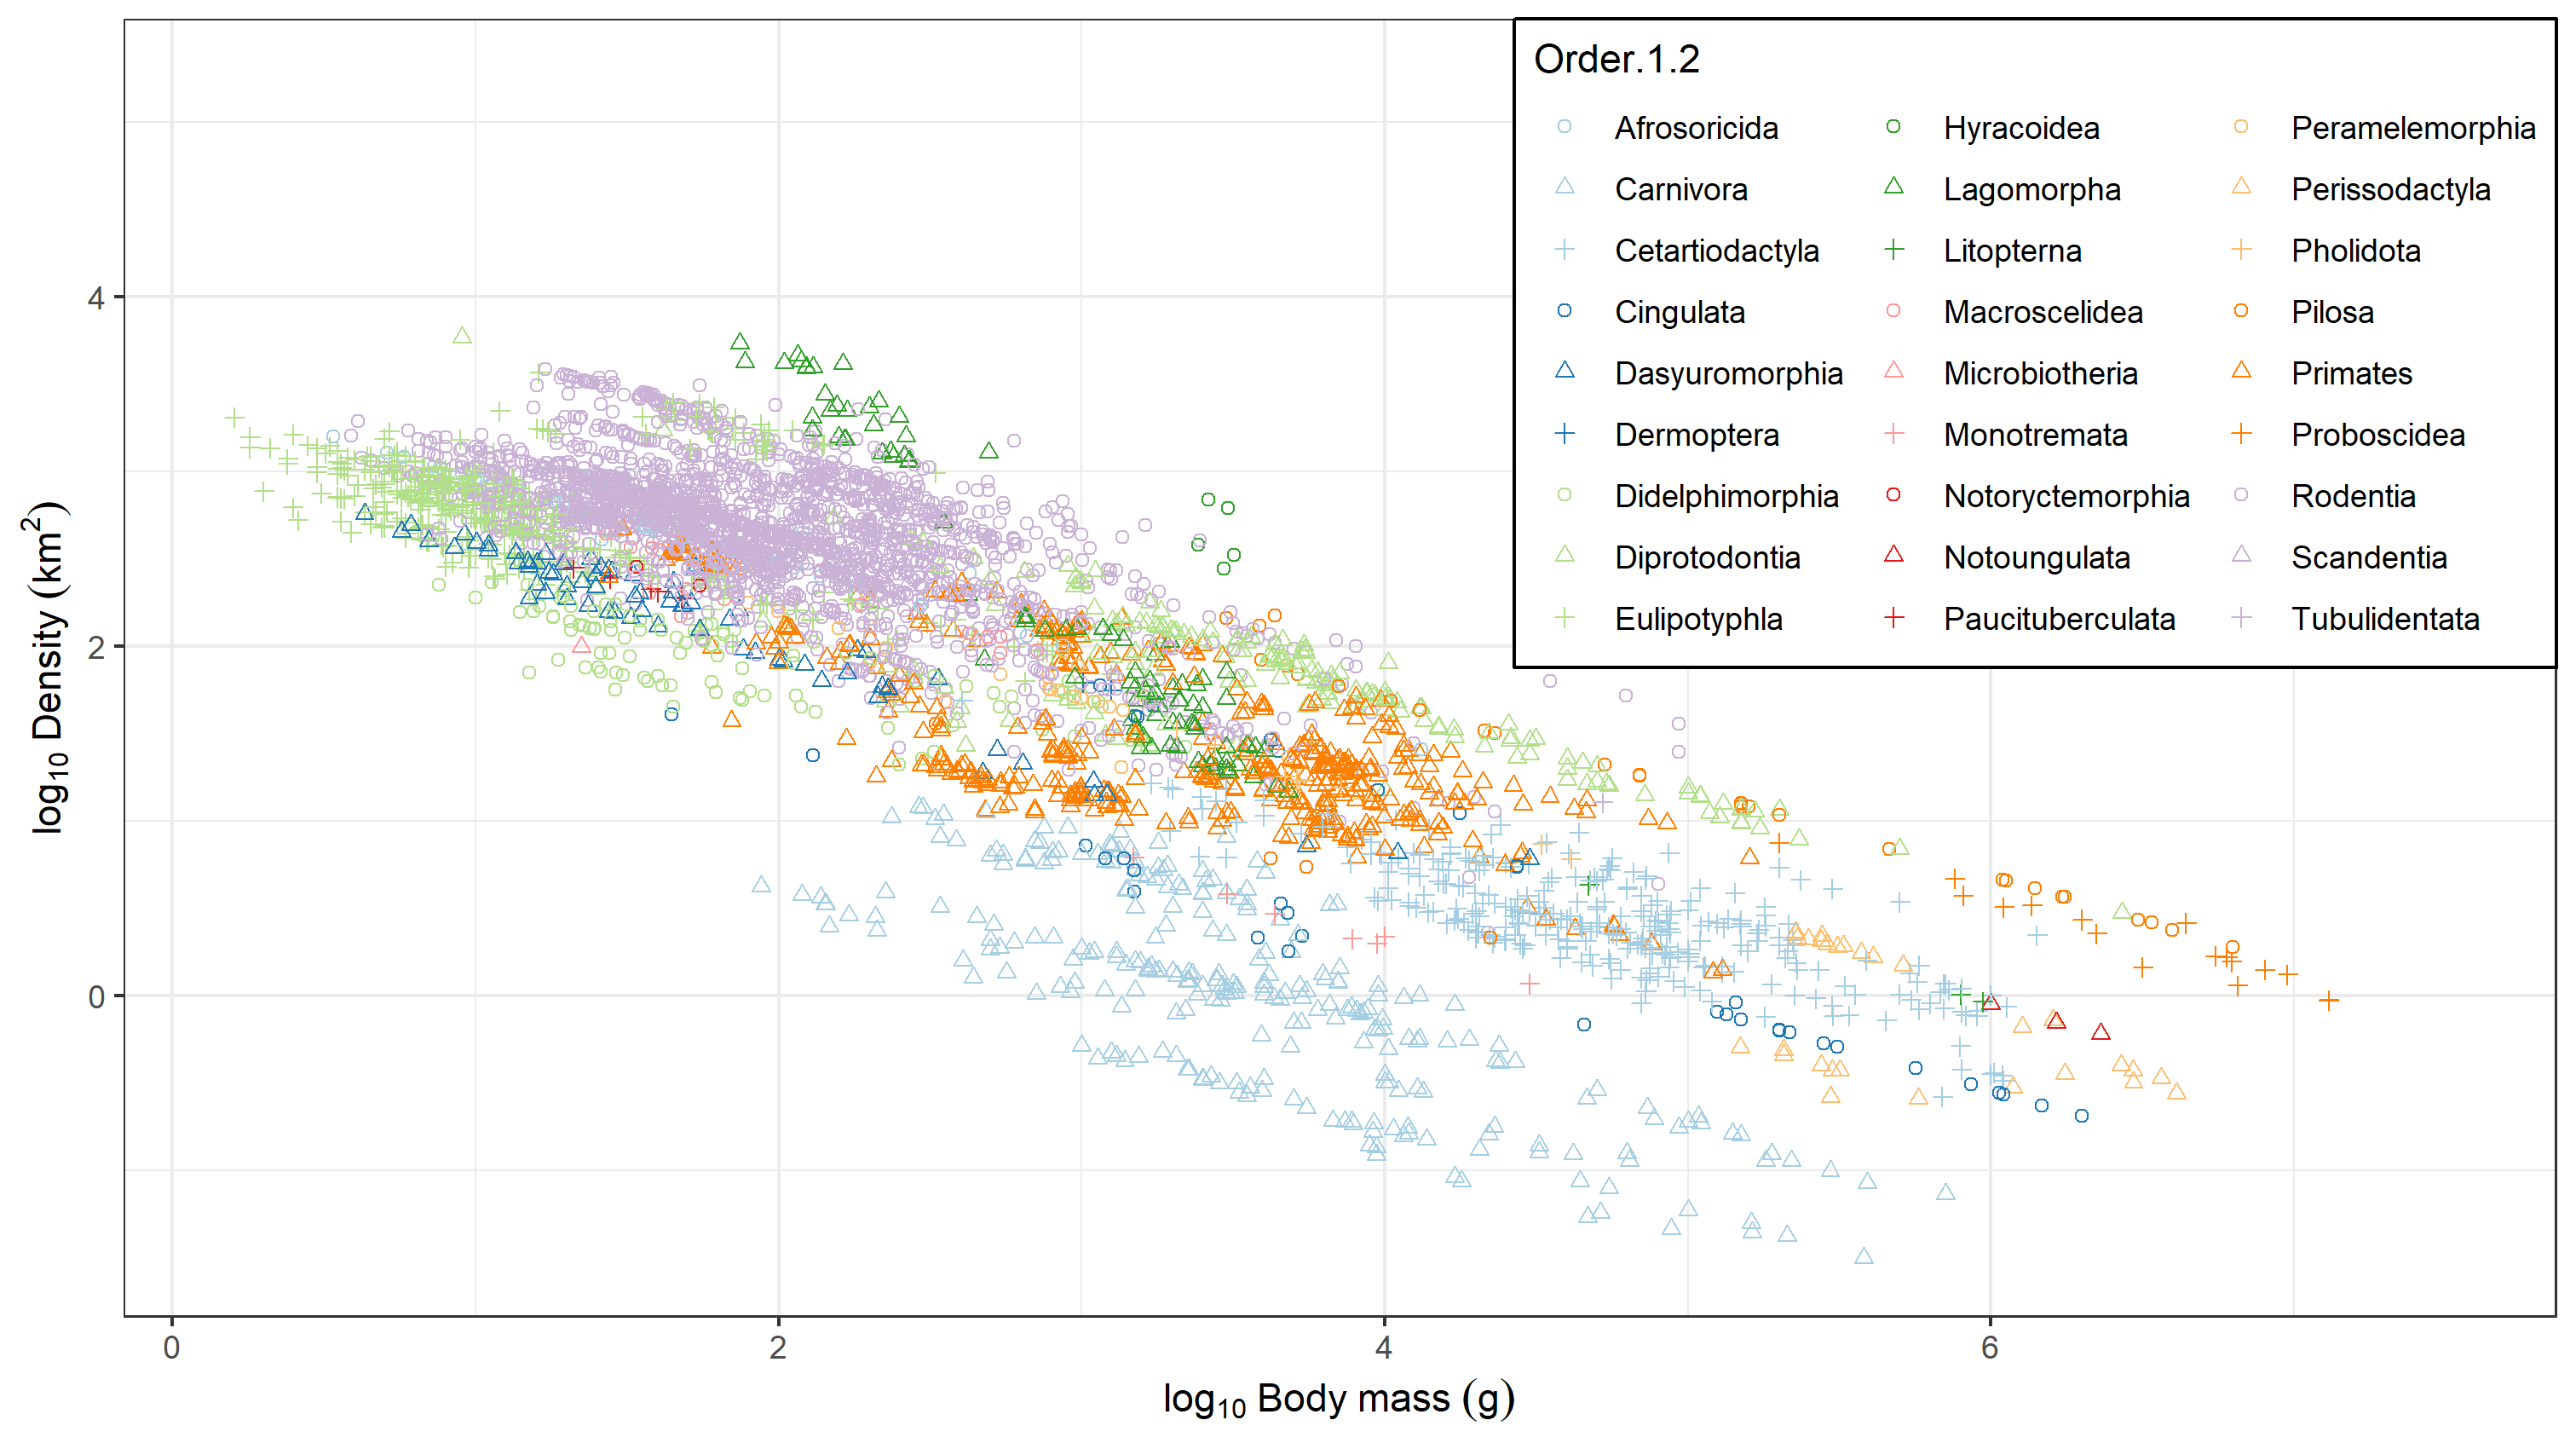 Order.1.2
Afrosoricida
Carnivora
Cetartiodactyla
Cingulata
Dasyuromorphia
Dermoptera
Didelphimorphia
Diprotodontia
Eulipotyphla
Hyracoidea
Lagomorpha
Litopterna
Macroscelidea
Microbiotheria
Monotremata
Notoryctemorphia
Notoungulata
Paucituberculata
Peramelemorphia
Perissodactyla
Pholidota
Pilosa
Primates
Proboscidea
Rodentia
Scandentia
Tubulidentata
4
2
0
log₁₀ Density (km²)
0
2
4
6
log₁₀ Body mass (g)